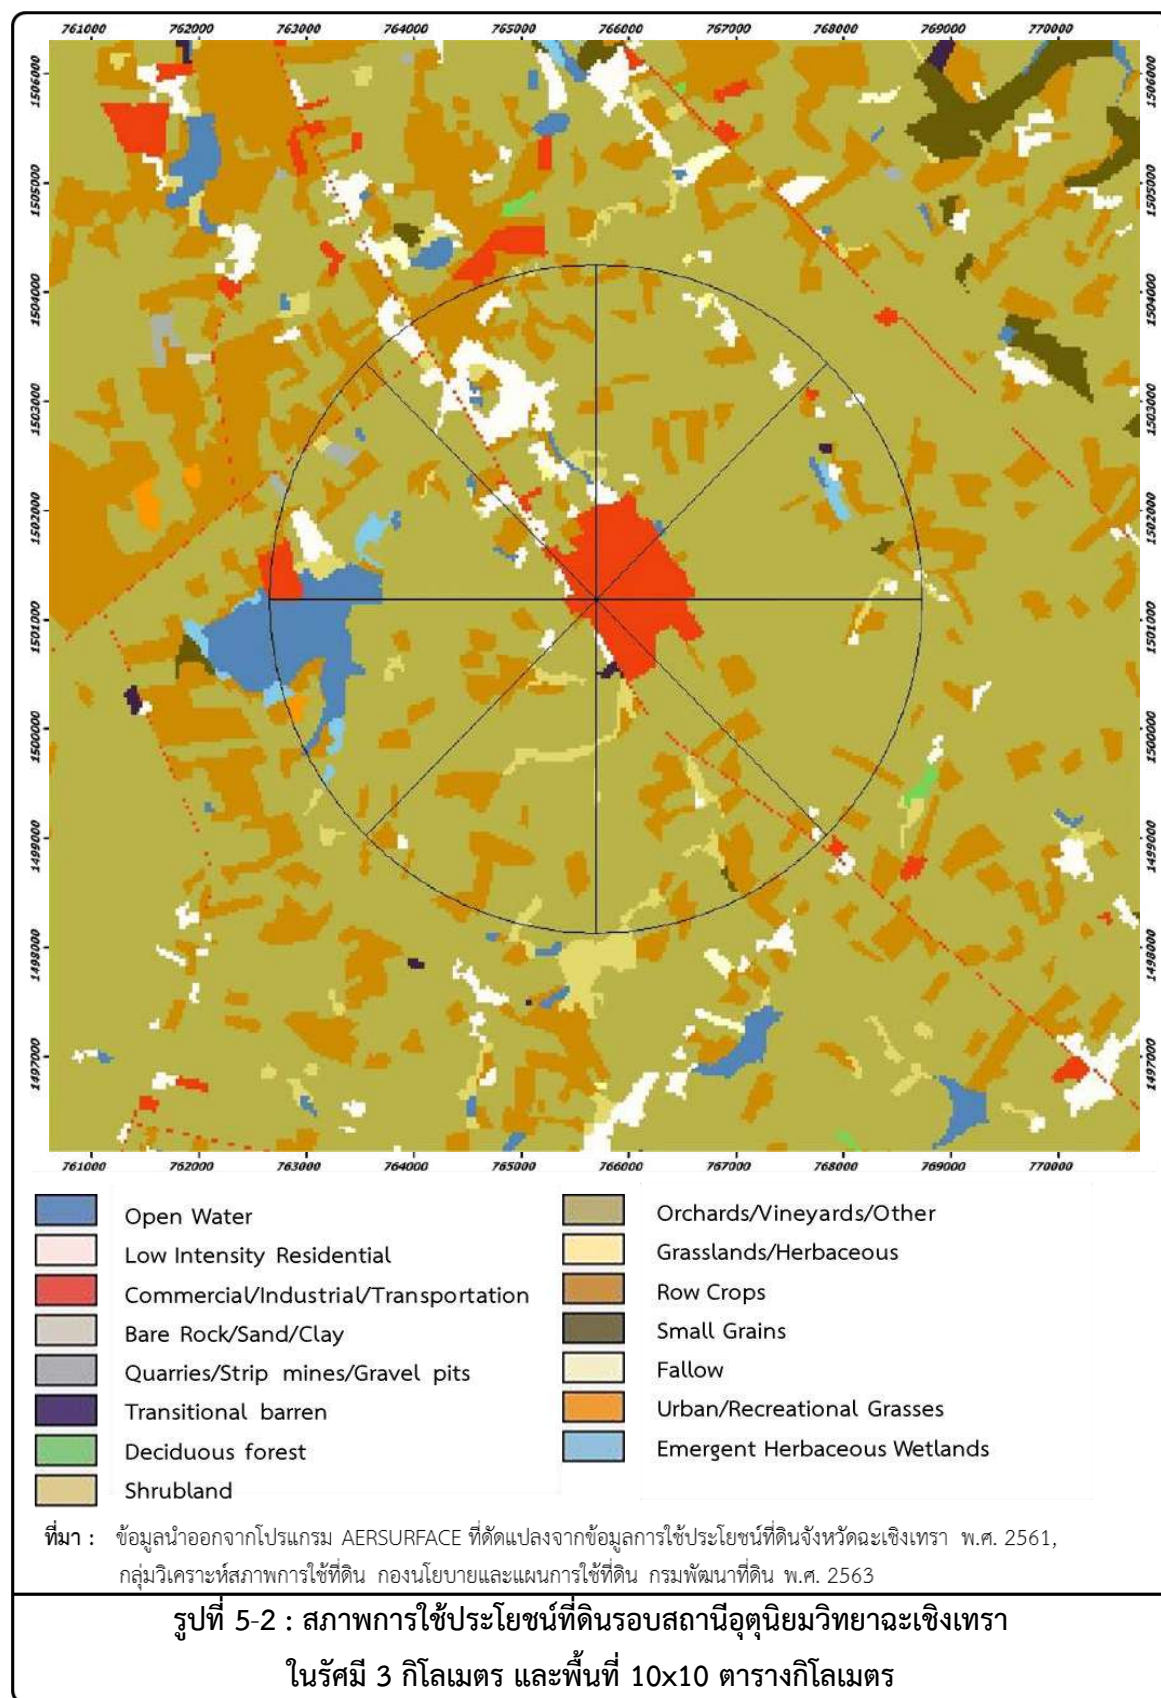 761000 762000 763000 764000 765000 766000 767000 768000 769000 770000
1506000 1506000
1505000 1505000
1504000 1504000
1503000 1503000
1502000 1502000
1501000 1501000
1500000 1500000
1499000 1499000
1498000 1498000
1497000 1497000
761000 762000 763000 764000 765000 766000 767000 768000 769000 770000
Open Water
Low Intensity Residential
Commercial/Industrial/Transportation
Bare Rock/Sand/Clay
Quarries/Strip mines/Gravel pits
Transitional barren
Deciduous forest
Shrubland
Orchards/Vineyards/Other
Grasslands/Herbaceous
Row Crops
Small Grains
Fallow
Urban/Recreational Grasses
Emergent Herbaceous Wetlands
ที่มา : ข้อมูลนำออกจากโปรแกรม AERSURFACE ที่ดัดแปลงจากข้อมูลการใช้ประโยชน์ที่ดินจังหวัดฉะเชิงเทรา พ.ศ. 2561,
กลุ่มวิเคราะห์สภาพการใช้ที่ดิน กองนโยบายและแผนการใช้ที่ดิน กรมพัฒนาที่ดิน พ.ศ. 2563
รูปที่ 5-2 : สภาพการใช้ประโยชน์ที่ดินรอบสถานีอุตุนิยมวิทยาฉะเชิงเทรา
ในรัศมี 3 กิโลเมตร และพื้นที่ 10x10 ตารางกิโลเมตร